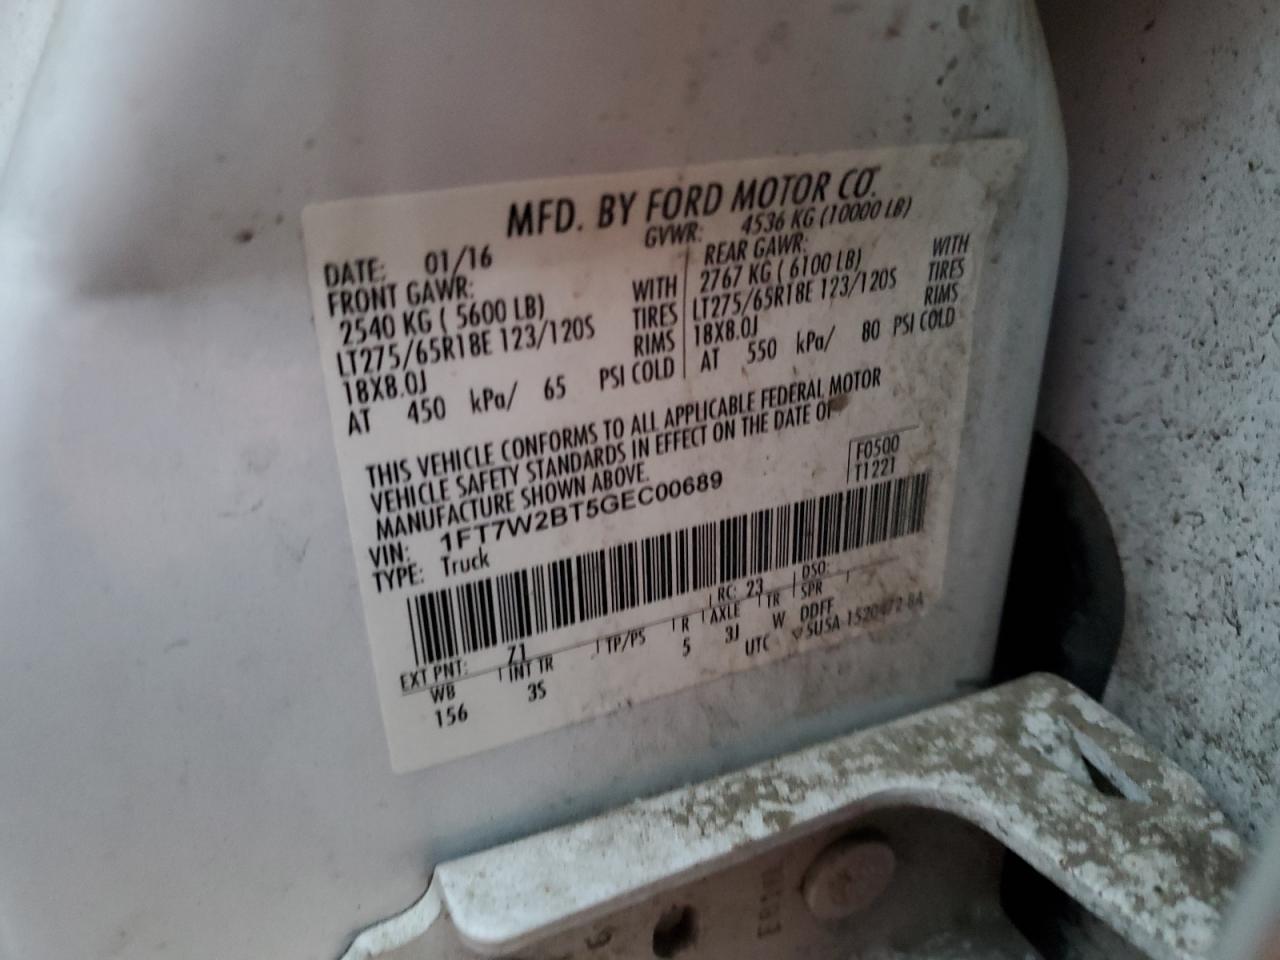 MFD. BY FORD MOTOR CO.
DATE: 01/16 GVWR: 4536 KG (10000 LB)
FRONT GAWR: REAR GAWR:
2540 KG ( 5600 LB) WITH 2767 KG ( 6100 LB) WITH
LT275/65R18E 123/120S TIRES LT275/65R18E 123/120S TIRES
18X8.0J RIMS 18X8.0J RIMS
AT 450 kPa/ 65 PSI COLD AT 550 kPa/ 80 PSI COLD
THIS VEHICLE CONFORMS TO ALL APPLICABLE FEDERAL MOTOR
VEHICLE SAFETY STANDARDS IN EFFECT ON THE DATE OF
MANUFACTURE SHOWN ABOVE.
VIN: 1FT7W2BT5GEC00689 F0500
TYPE: Truck T1221
EXT PNT: Z1 RC: 23 DSO:
WB INT TR TP/PS R AXLE TR SPR
156 3S 5 3J W DDFF
UTC SUSA 1520472 BA